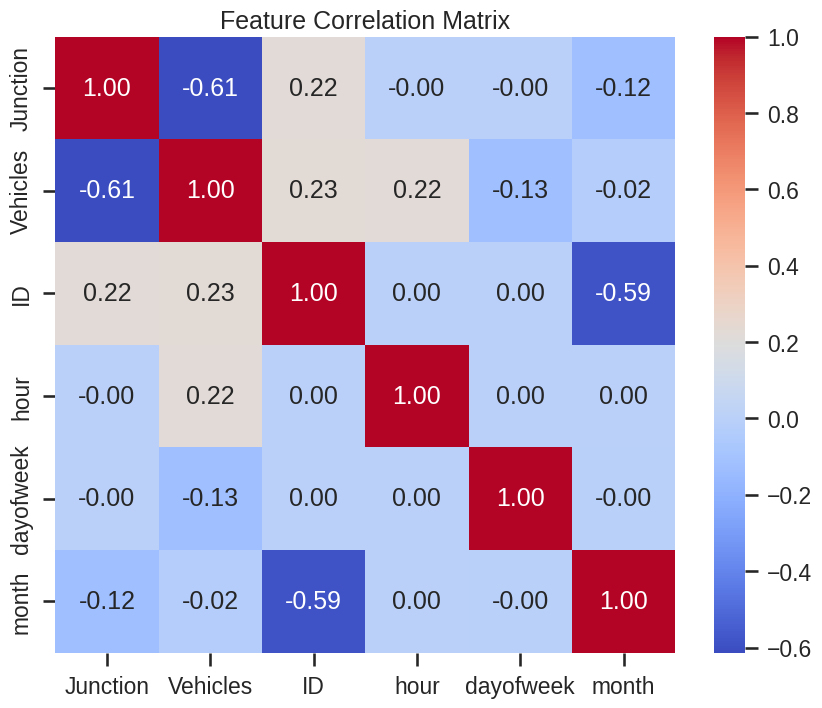 Feature Correlation Matrix
Junction 1.00 -0.61 0.22 -0.00 -0.00 -0.12
Vehicles -0.61 1.00 0.23 0.22 -0.13 -0.02
ID 0.22 0.23 1.00 0.00 0.00 -0.59
hour -0.00 0.22 0.00 1.00 0.00 0.00
dayofweek -0.00 -0.13 0.00 0.00 1.00 -0.00
month -0.12 -0.02 -0.59 0.00 -0.00 1.00
Junction Vehicles ID hour dayofweek month
1.0
0.8
0.6
0.4
0.2
0.0
−0.2
−0.4
−0.6